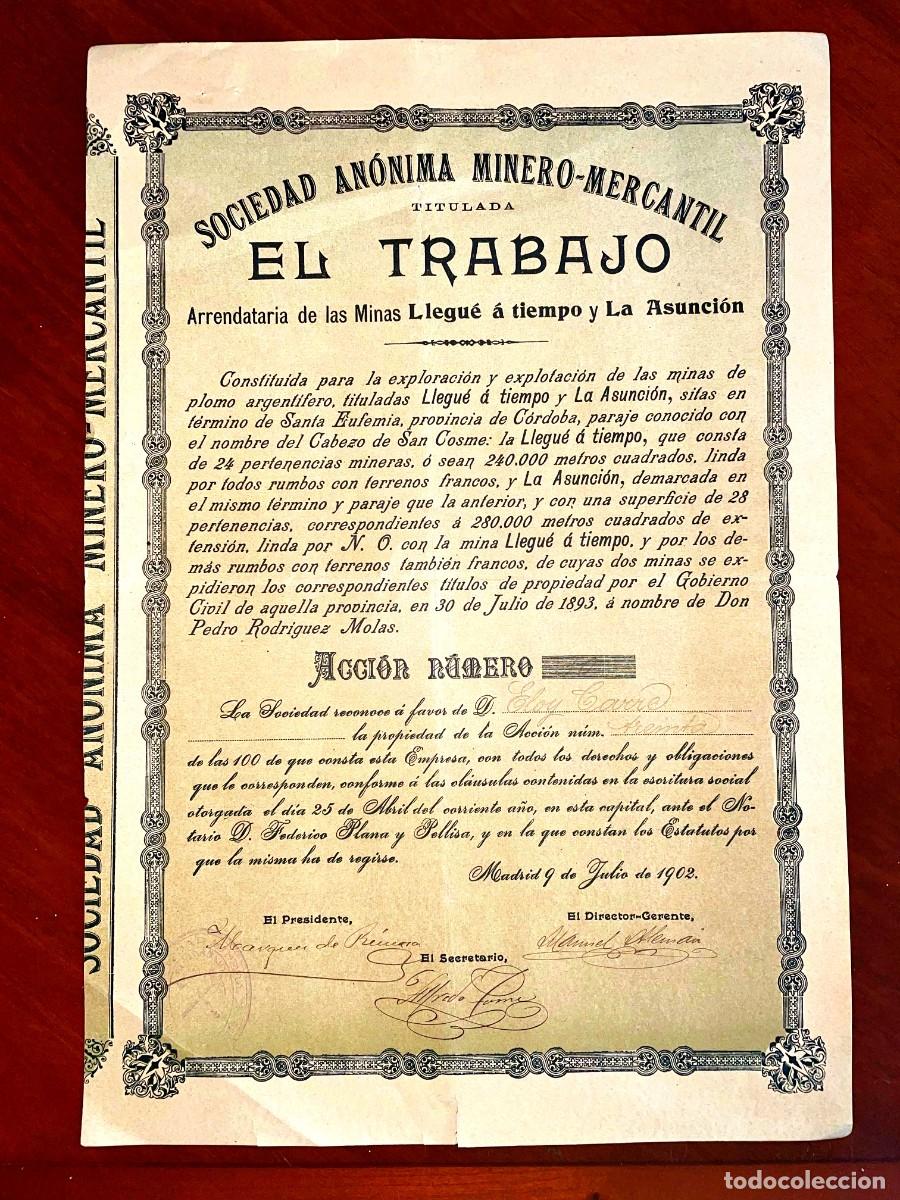 SOCIEDAD ANÓNIMA MINERO-MERCANTIL
SOCIEDAD ANÓNIMA MINERO-MERCANTIL
TITULADA
EL TRABAJO
Arrendataria de las Minas Llegué á tiempo y La Asunción
Constituida para la exploración y explotación de las minas de
plomo argentífero, tituladas Llegué á tiempo y La Asunción, sitas en
término de Santa Eufemia, provincia de Córdoba, paraje conocido con
el nombre del Cabezo de San Cosme: la Llegué á tiempo, que consta
de 24 pertenencias mineras, ó sean 240.000 metros cuadrados, linda
por todos rumbos con terrenos francos, y La Asunción, demarcada en
el mismo término y paraje que la anterior, y con una superficie de 28
pertenencias, correspondientes á 280.000 metros cuadrados de ex-
tensión, linda por N. O. con la mina Llegué á tiempo, y por los de-
más rumbos con terrenos también francos, de cuyas dos minas se ex-
pidieron los correspondientes títulos de propiedad por el Gobierno
Civil de aquella provincia, en 30 de Julio de 1893, á nombre de Don
Pedro Rodriguez Molas.
ACCIÓN NÚMERO
La Sociedad reconoce á favor de D. Eloy
la propiedad de la Acción núm.
de las 100 de que consta esta Empresa, con todos los derechos y obligaciones
que le corresponden, conforme á las cláusulas contenidas en la escritura social
otorgada el día 25 de Abril del corriente año, en esta capital, ante el No-
tario D. Federico Plana y Pellisa, y en la que constan los Estatutos por
que la misma ha de regirse.
Madrid 9 de Julio de 1902.
El Presidente,
El Director-Gerente,
Manuel Alemán
El Secretario,
Alfredo
todocoleccion